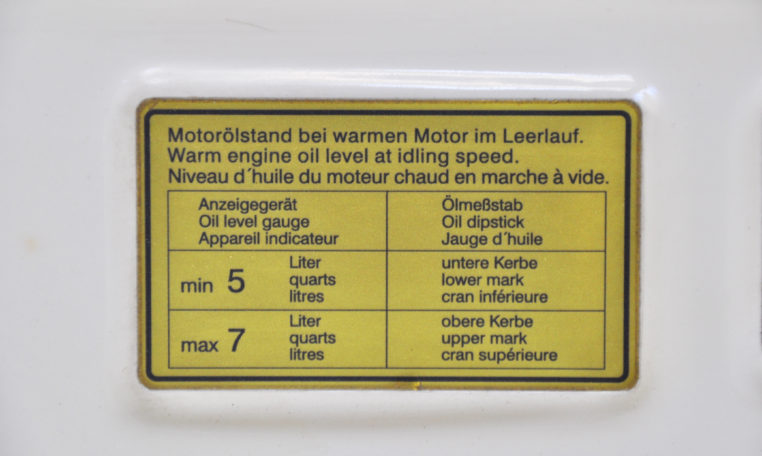 Motorölstand bei warmen Motor im Leerlauf.
Warm engine oil level at idling speed.
Niveau d´huile du moteur chaud en marche à vide.
Anzeigegerät
Oil level gauge
Appareil indicateur
Ölmeßstab
Oil dipstick
Jauge d´huile
min 5
Liter
quarts
litres
untere Kerbe
lower mark
cran inférieure
max 7
Liter
quarts
litres
obere Kerbe
upper mark
cran supérieure